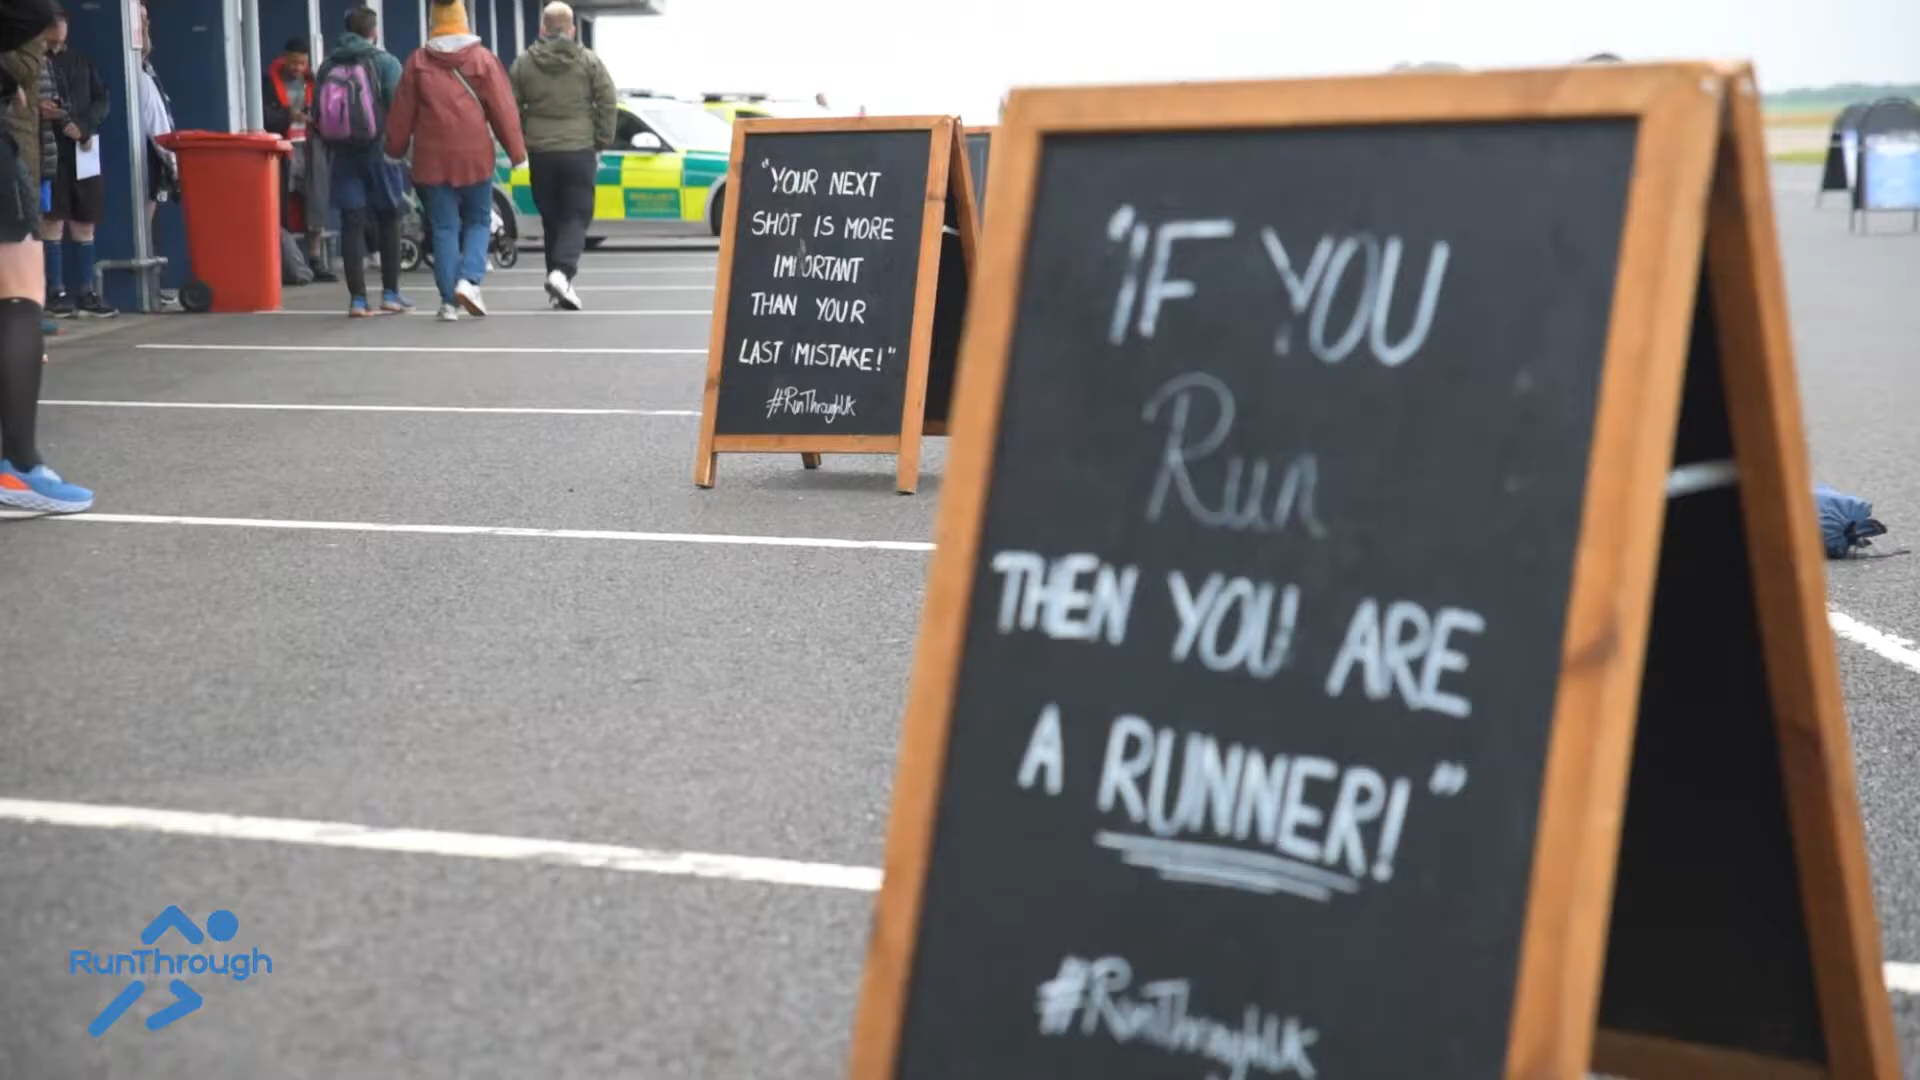 "YOUR NEXT
SHOT IS MORE
IMPORTANT
THAN YOUR
LAST MISTAKE!"
#RunThroughUk
"IF YOU
Run
THEN YOU ARE
A RUNNER!"
#RunThroughUk
RunThrough